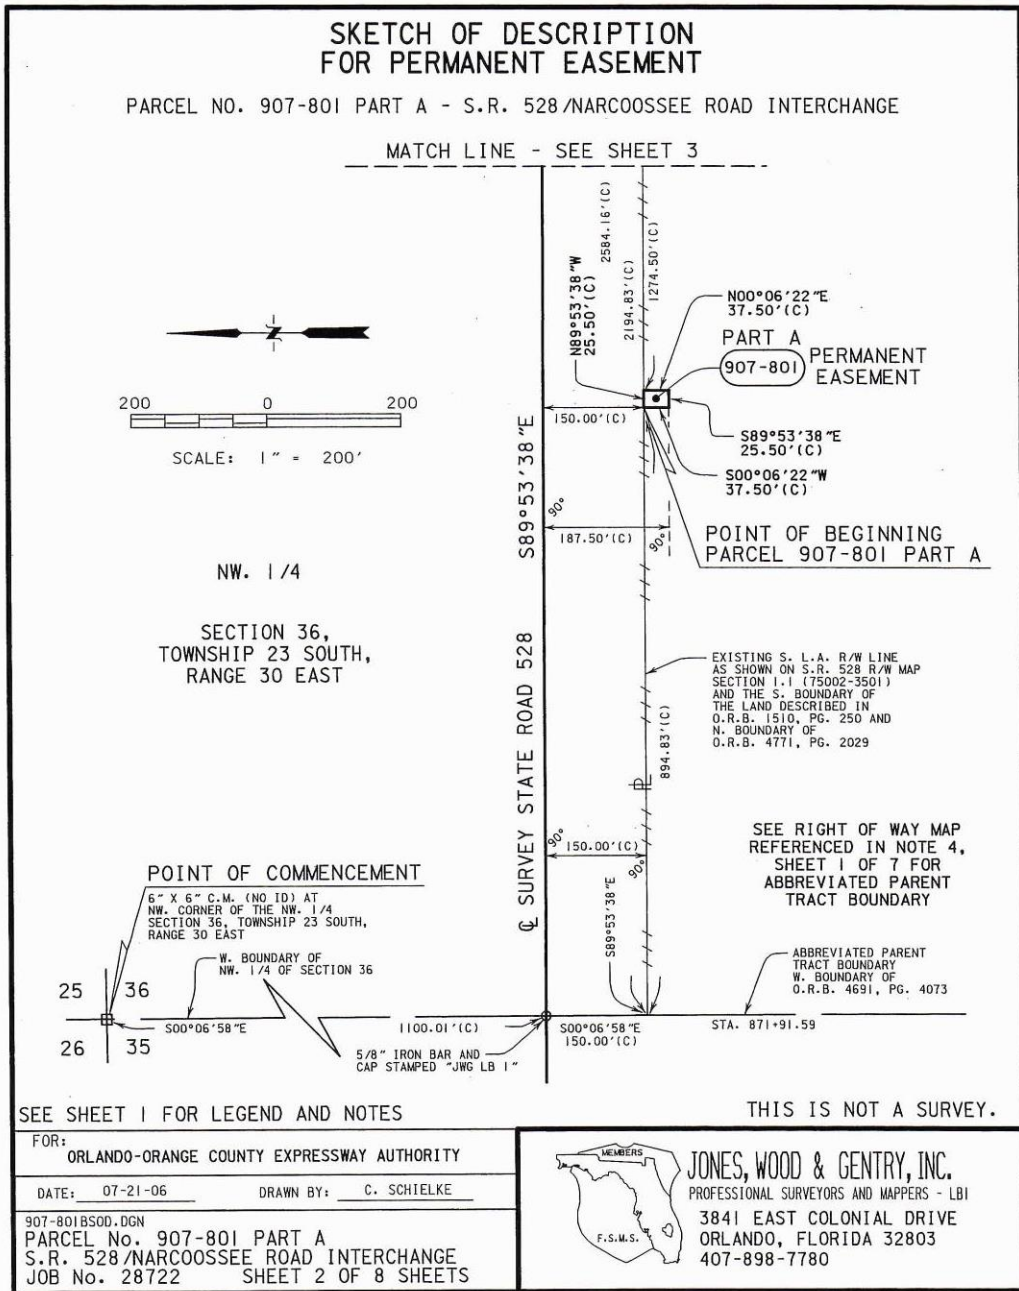 SKETCH OF DESCRIPTION
FOR PERMANENT EASEMENT
PARCEL NO. 907-801 PART A - S.R. 528/NARCOOSSEE ROAD INTERCHANGE
MATCH LINE - SEE SHEET 3
2584.16'(C)
2194.83'(C)
1274.50'(C)
N89°53'38"W
25.50'(C)
N00°06'22"E
37.50'(C)
PART A
907-801
PERMANENT
EASEMENT
Z
200 0 200
SCALE: 1" = 200'
150.00'(C)
S89°53'38"E
25.50'(C)
S00°06'22"W
37.50'(C)
S89°53'38"E
90°
187.50'(C)
90°
POINT OF BEGINNING
PARCEL 907-801 PART A
NW. 1/4
SECTION 36,
TOWNSHIP 23 SOUTH,
RANGE 30 EAST
℄ SURVEY STATE ROAD 528
EXISTING S. L.A. R/W LINE
AS SHOWN ON S.R. 528 R/W MAP
SECTION 1.1 (75002-3501)
AND THE S. BOUNDARY OF
THE LAND DESCRIBED IN
O.R.B. 1510, PG. 250 AND
N. BOUNDARY OF
O.R.B. 4771, PG. 2029
894.83'(C)
PL
90°
150.00'(C)
90°
SEE RIGHT OF WAY MAP
REFERENCED IN NOTE 4,
SHEET 1 OF 7 FOR
ABBREVIATED PARENT
TRACT BOUNDARY
POINT OF COMMENCEMENT
6" X 6" C.M. (NO ID) AT
NW. CORNER OF THE NW. 1/4
SECTION 36, TOWNSHIP 23 SOUTH,
RANGE 30 EAST
W. BOUNDARY OF
NW. 1/4 OF SECTION 36
S89°53'38"E
ABBREVIATED PARENT
TRACT BOUNDARY
W. BOUNDARY OF
O.R.B. 4691, PG. 4073
25 36
26 35
S00°06'58"E
1100.01'(C)
S00°06'58"E
150.00'(C)
STA. 871+91.59
5/8" IRON BAR AND
CAP STAMPED "JWG LB 1"
SEE SHEET 1 FOR LEGEND AND NOTES
THIS IS NOT A SURVEY.
FOR:
ORLANDO-ORANGE COUNTY EXPRESSWAY AUTHORITY
DATE: 07-21-06 DRAWN BY: C. SCHIELKE
907-801BSOD.DGN
PARCEL No. 907-801 PART A
S.R. 528/NARCOOSSEE ROAD INTERCHANGE
JOB No. 28722 SHEET 2 OF 8 SHEETS
MEMBERS
F.S.M.S.
JONES, WOOD & GENTRY, INC.
PROFESSIONAL SURVEYORS AND MAPPERS - LB1
3841 EAST COLONIAL DRIVE
ORLANDO, FLORIDA 32803
407-898-7780